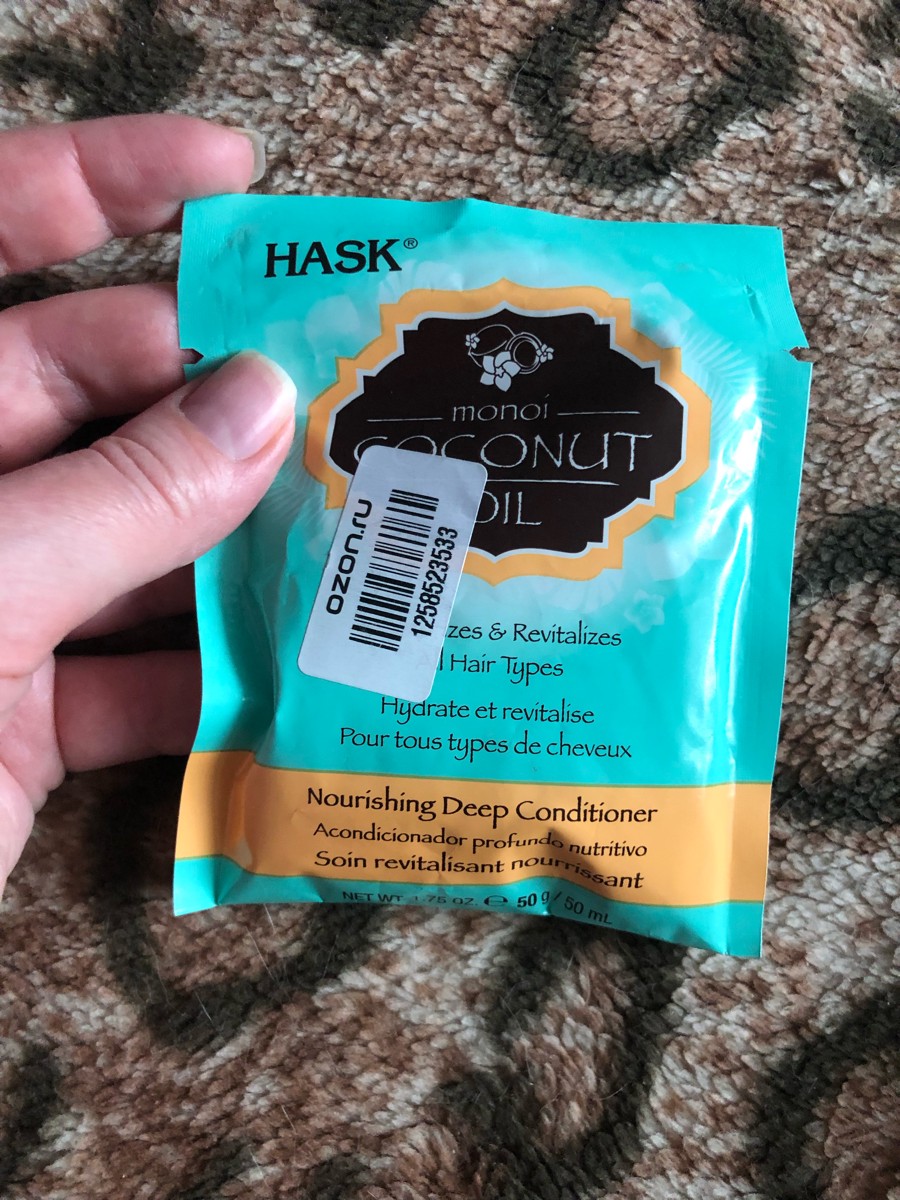 HASK®
monoi
COCONUT
OIL
ozon.ru
1258523533
zes & Revitalizes
l Hair Types
Hydrate et revitalise
Pour tous types de cheveux
Nourishing Deep Conditioner
Acondicionador profundo nutritivo
Soin revitalisant nourrissant
NET WT. 1.75 OZ. ℮ 50 g / 50 mL